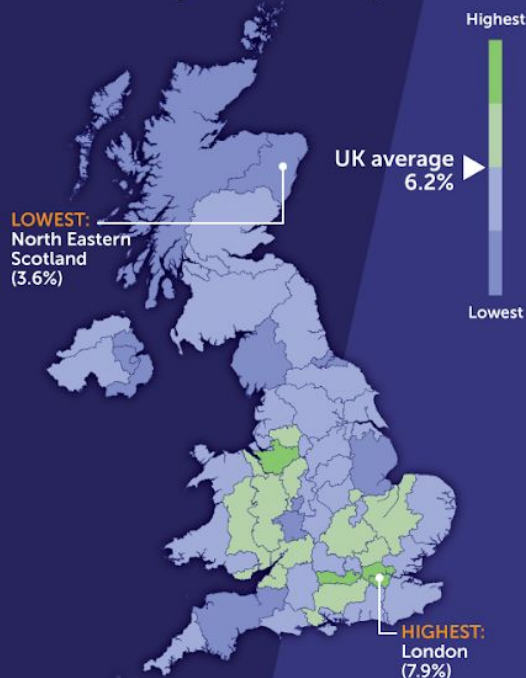 Highest
UK average
6.2%
LOWEST:
North Eastern
Scotland
(3.6%)
Lowest
HIGHEST:
London
(7.9%)